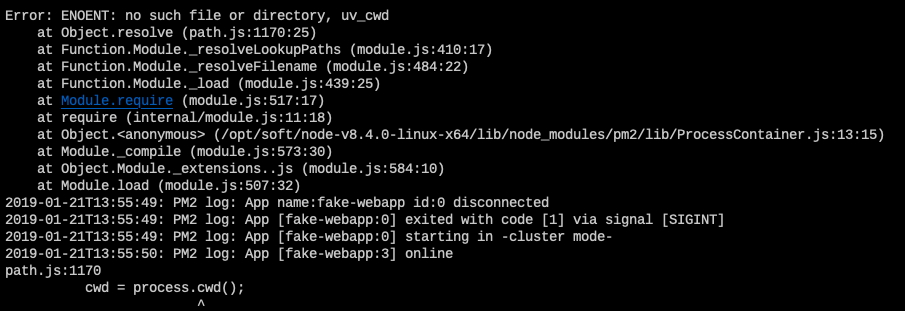 Error: ENOENT: no such file or directory, uv_cwd
    at Object.resolve (path.js:1170:25)
    at Function.Module._resolveLookupPaths (module.js:410:17)
    at Function.Module._resolveFilename (module.js:484:22)
    at Function.Module._load (module.js:439:25)
    at Module.require (module.js:517:17)
    at require (internal/module.js:11:18)
    at Object.<anonymous> (/opt/soft/node-v8.4.0-linux-x64/lib/node_modules/pm2/lib/ProcessContainer.js:13:15)
    at Module._compile (module.js:573:30)
    at Object.Module._extensions..js (module.js:584:10)
    at Module.load (module.js:507:32)
2019-01-21T13:55:49: PM2 log: App name:fake-webapp id:0 disconnected
2019-01-21T13:55:49: PM2 log: App [fake-webapp:0] exited with code [1] via signal [SIGINT]
2019-01-21T13:55:49: PM2 log: App [fake-webapp:0] starting in -cluster mode-
2019-01-21T13:55:50: PM2 log: App [fake-webapp:3] online
path.js:1170
          cwd = process.cwd();
                        ^